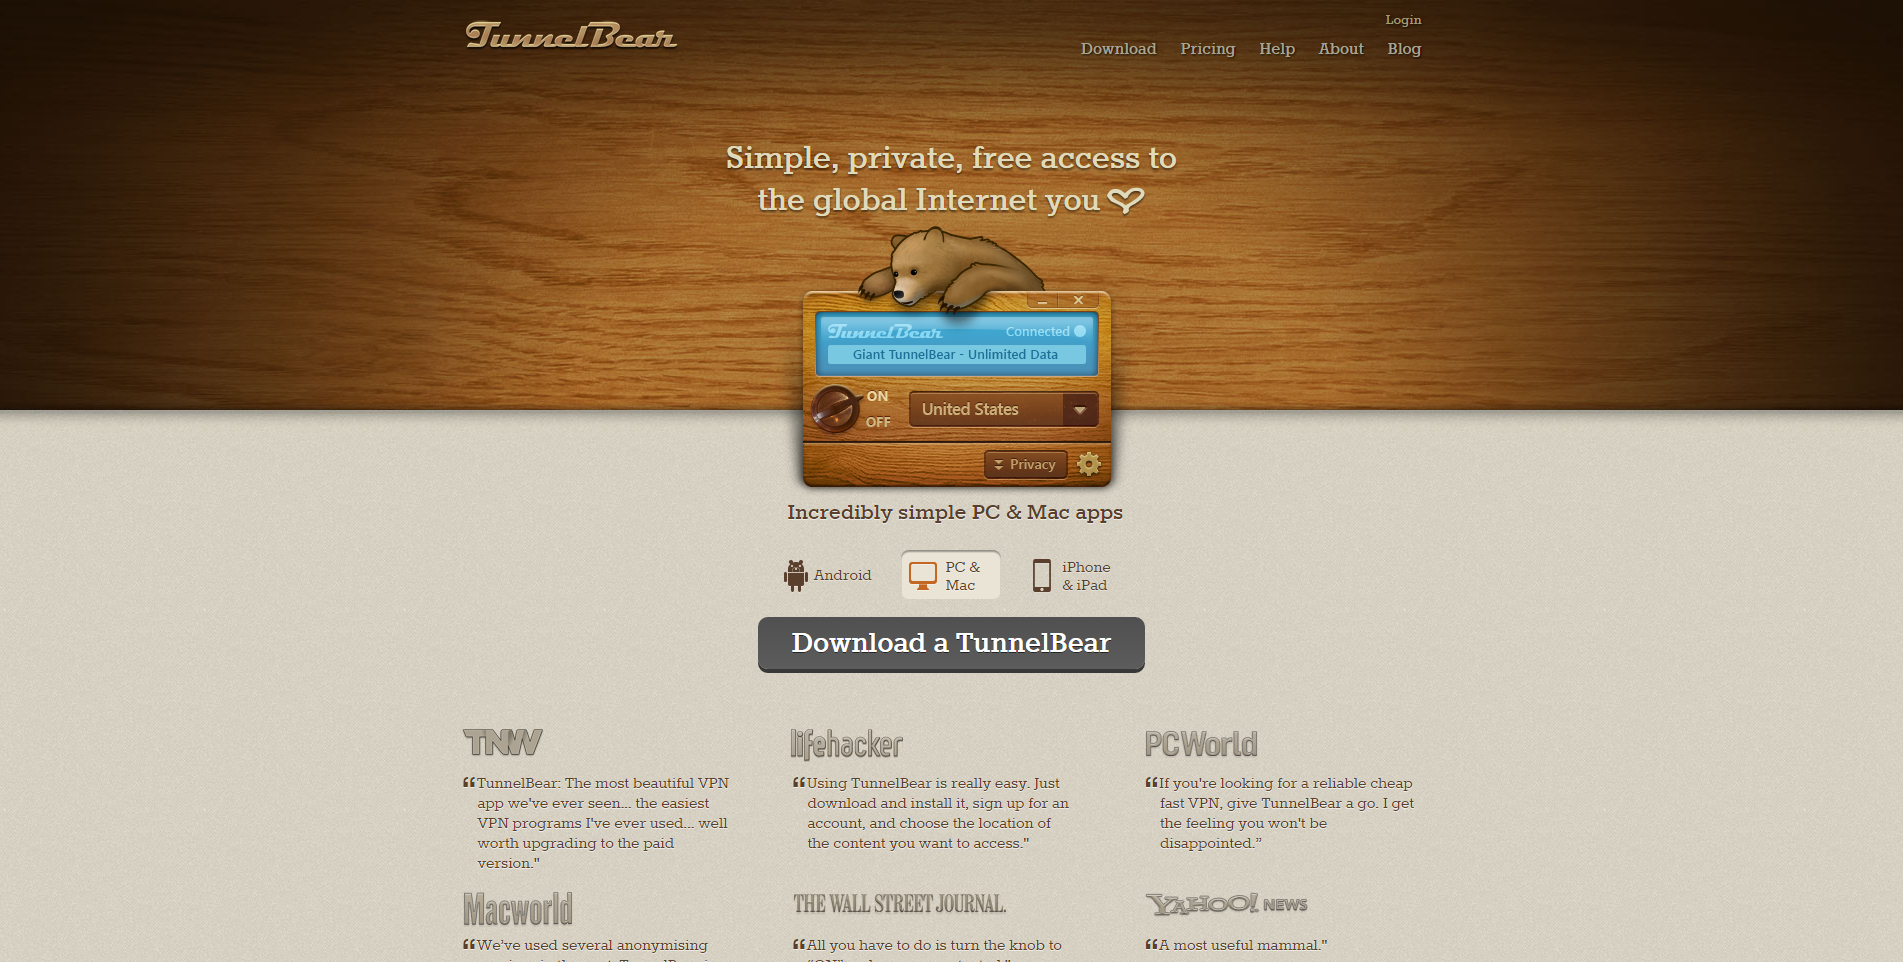 TunnelBear
Login
Download Pricing Help About Blog
Simple, private, free access to
the global Internet you
TunnelBear Connected
Giant TunnelBear - Unlimited Data
ON
OFF
United States
Privacy
Incredibly simple PC & Mac apps
Android
PC &
Mac
iPhone
& iPad
Download a TunnelBear
TNW
“TunnelBear: The most beautiful VPN
app we've ever seen... the easiest
VPN programs I've ever used... well
worth upgrading to the paid
version."
lifehacker
“Using TunnelBear is really easy. Just
download and install it, sign up for an
account, and choose the location of
the content you want to access."
PCWorld
“If you're looking for a reliable cheap
fast VPN, give TunnelBear a go. I get
the feeling you won't be
disappointed.”
Macworld
“We’ve used several anonymising
THE WALL STREET JOURNAL.
“All you have to do is turn the knob to
YAHOO! NEWS
“A most useful mammal."